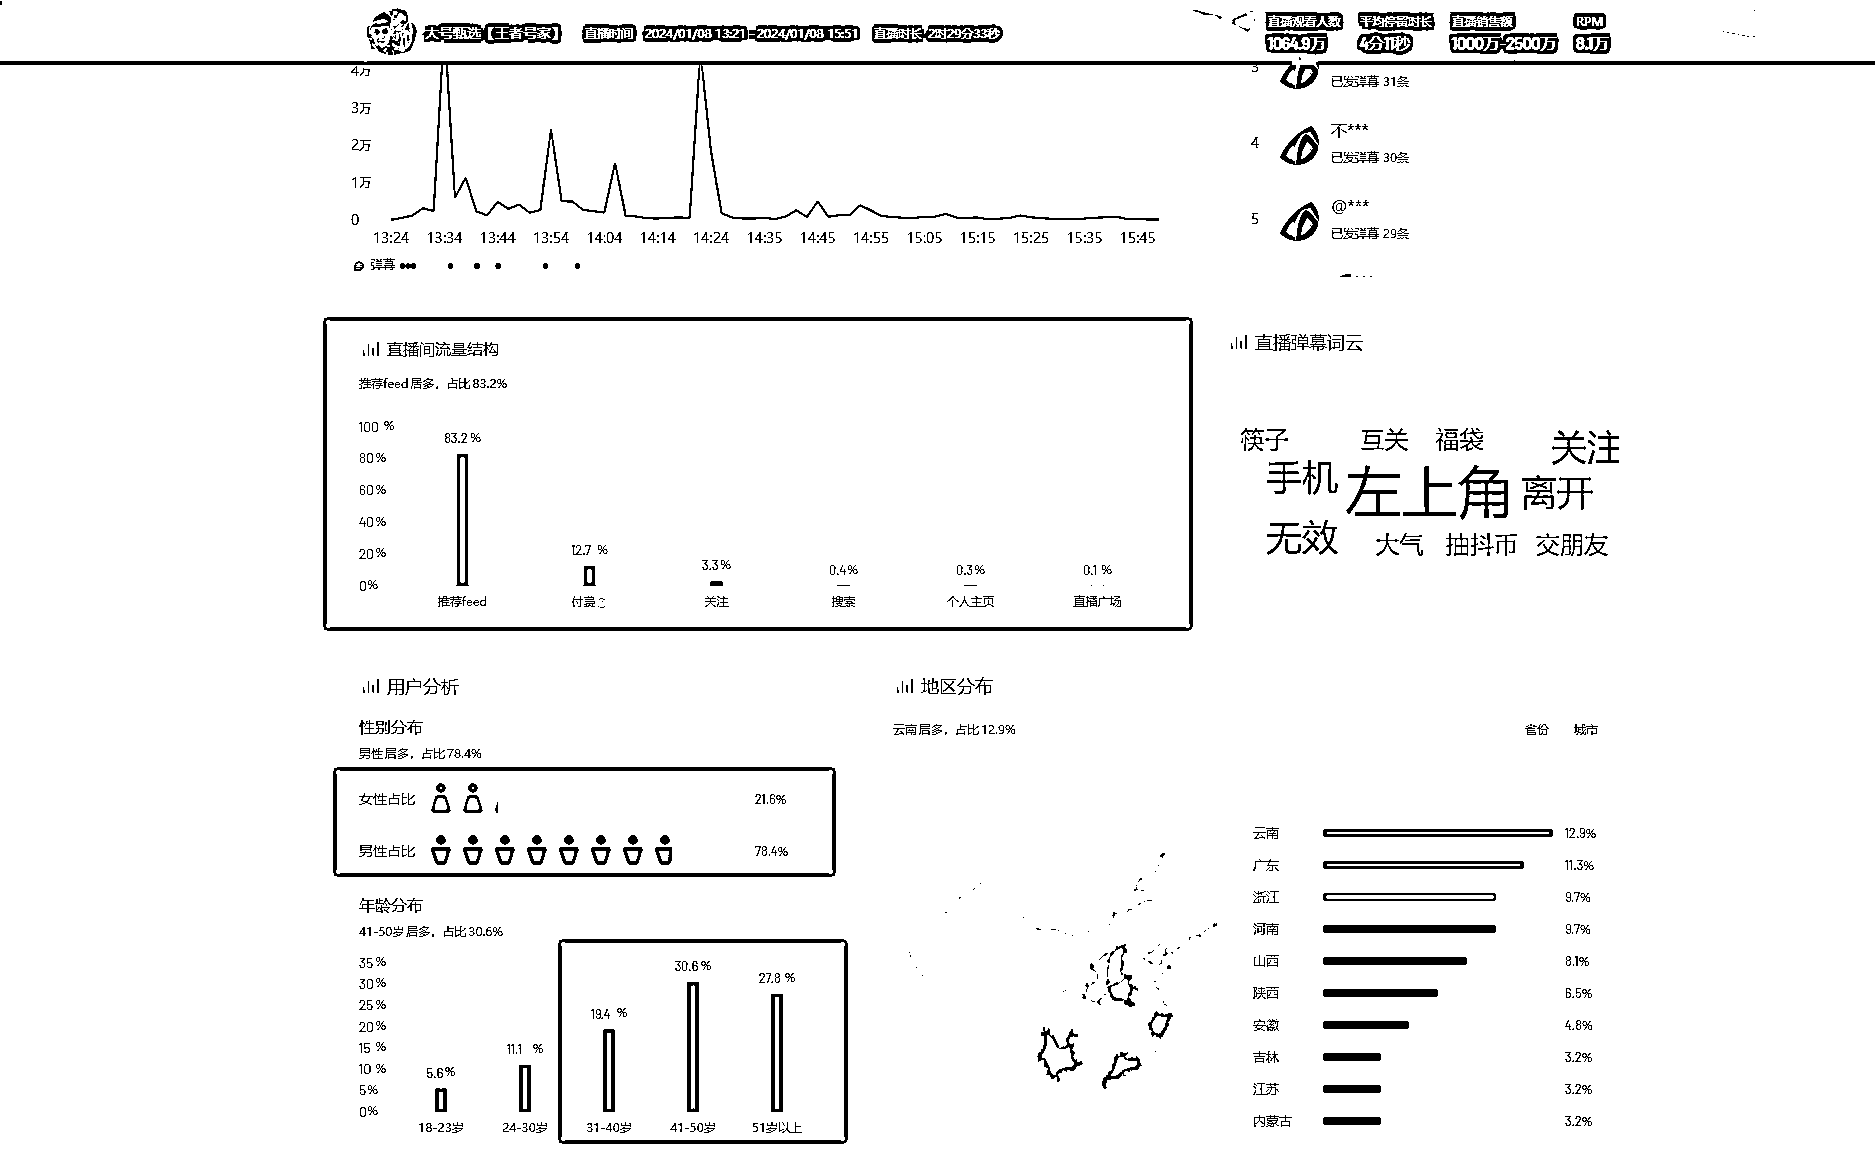 大号甄选【王者号家】 直播时间 2024/01/08 13:21 - 2024/01/08 15:51 直播时长 2时29分33秒
直播观看人数 平均停留时长 直播销售额 RPM
1064.9万 4分11秒 1000万-2500万 8.1万
4万
3万
2万
1万
0
13:24 13:34 13:44 13:54 14:04 14:14 14:24 14:35 14:45 14:55 15:05 15:15 15:25 15:35 15:45
弹幕
3
已发弹幕 31条
4 不***
已发弹幕 30条
5 @***
已发弹幕 29条
直播间流量结构
推荐feed 居多，占比 83.2%
100 %
80 %
60 %
40 %
20 %
0 %
83.2 % 12.7 % 3.3 % 0.4 % 0.3 % 0.1 %
推荐feed 关注 搜索 个人主页 直播广场
直播弹幕词云
筷子 互关 福袋 关注
手机 左上角 离开
无效 大气 抽抖币 交朋友
用户分析
性别分布
男性居多，占比 78.4%
女性占比 21.6%
男性占比 78.4%
年龄分布
41-50岁 居多，占比 30.6%
35 %
30 %
25 %
20 %
15 %
10 %
5 %
0 %
5.6 % 11.1 % 19.4 % 30.6 % 27.8 %
18-23岁 24-30岁 31-40岁 41-50岁 51岁以上
地区分布
云南 居多，占比 12.9%
省份 城市
云南 12.9%
广东 11.3%
浙江 9.7%
河南 9.7%
山西 8.1%
陕西 6.5%
安徽 4.8%
吉林 3.2%
江苏 3.2%
内蒙古 3.2%